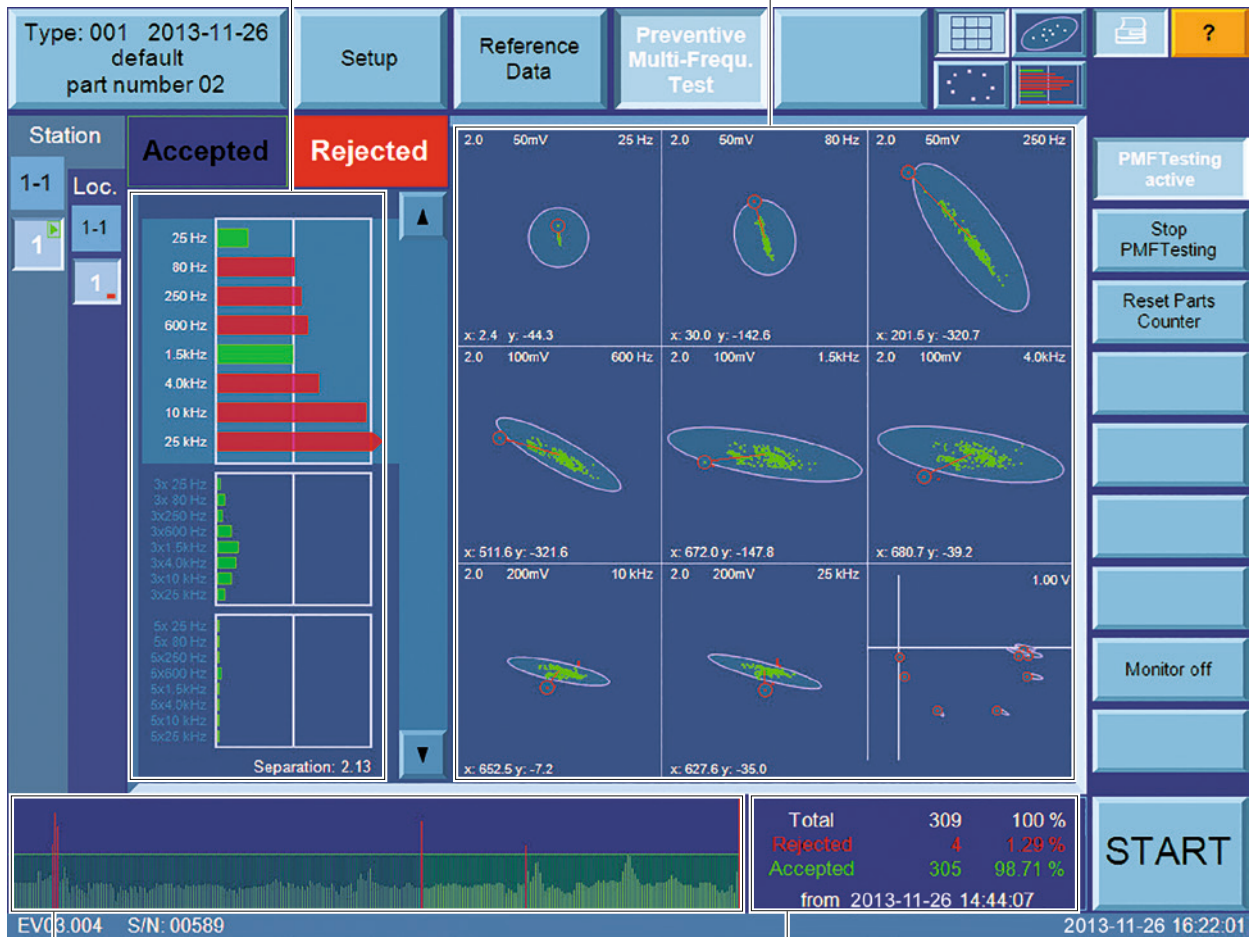 Type: 001 2013-11-26
default
part number 02
Setup
Reference
Data
Preventive
Multi-Frequ.
Test
?
Station
1-1
1
Loc.
1-1
1
Accepted
Rejected
25 Hz
80 Hz
250 Hz
600 Hz
1.5kHz
4.0kHz
10 kHz
25 kHz
3x 25 Hz
3x 80 Hz
3x250 Hz
3x600 Hz
3x1.5kHz
3x4.0kHz
3x10 kHz
3x25 kHz
5x 25 Hz
5x 80 Hz
5x250 Hz
5x600 Hz
5x1.5kHz
5x4.0kHz
5x10 kHz
5x25 kHz
Separation: 2.13
2.0 50mV 25 Hz
x: 2.4 y: -44.3
2.0 50mV 80 Hz
x: 30.0 y: -142.6
2.0 50mV 250 Hz
x: 201.5 y: -320.7
2.0 100mV 600 Hz
x: 511.6 y: -321.6
2.0 100mV 1.5kHz
x: 672.0 y: -147.8
2.0 100mV 4.0kHz
x: 680.7 y: -39.2
2.0 200mV 10 kHz
x: 652.5 y: -7.2
2.0 200mV 25 kHz
x: 627.6 y: -35.0
1.00 V
PMFTesting
active
Stop
PMFTesting
Reset Parts
Counter
Monitor off
START
Total 309 100 %
Rejected 4 1.29 %
Accepted 305 98.71 %
from 2013-11-26 14:44:07
EV03.004 S/N: 00589
2013-11-26 16:22:01